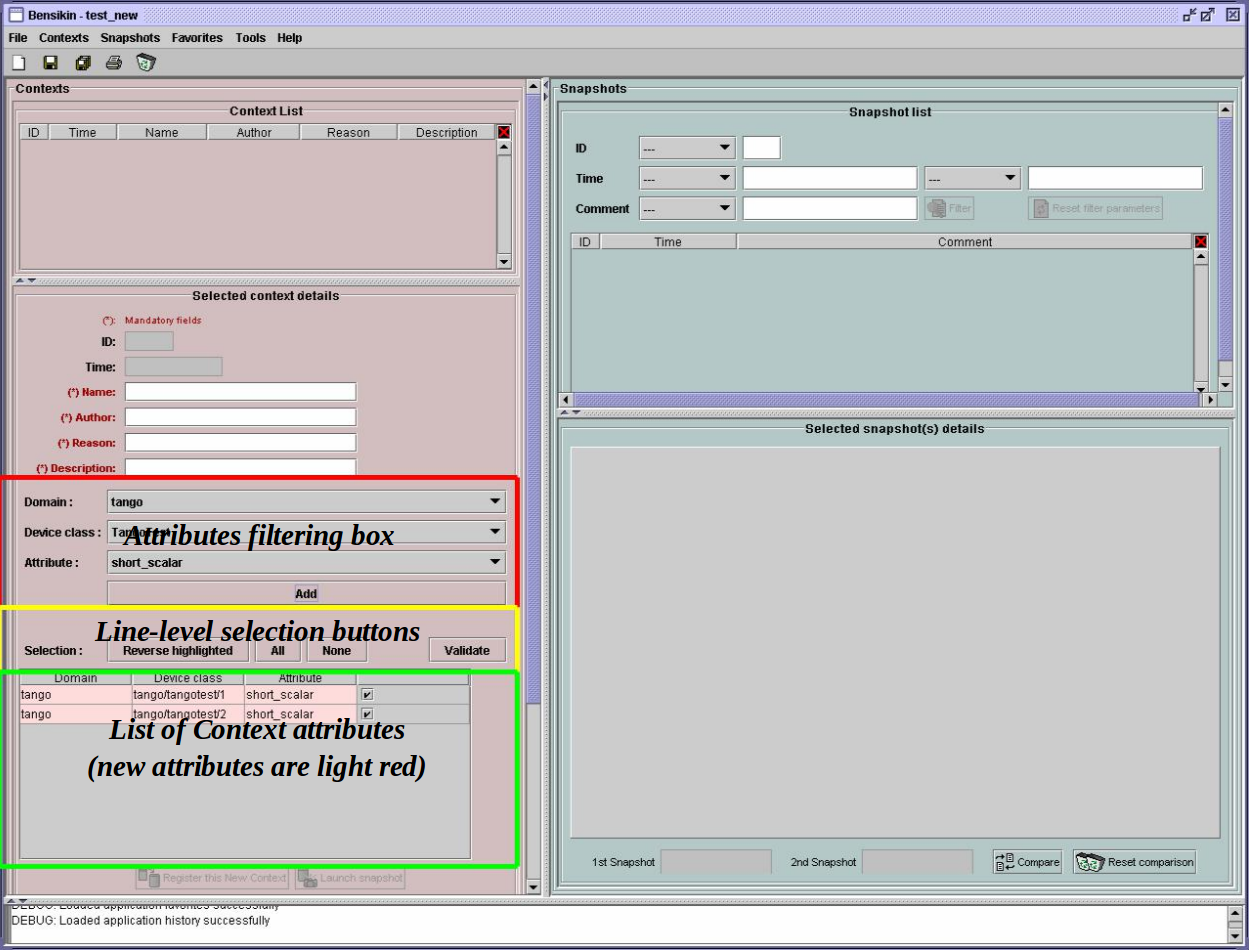 Bensikin - test_new
File Contexts Snapshots Favorites Tools Help
Contexts
Context List
ID Time Name Author Reason Description
Selected context details
(*): Mandatory fields
ID:
Time:
(*) Name:
(*) Author:
(*) Reason:
(*) Description:
Domain : tango
Device class :
Attributes filtering box
Attribute : short_scalar
Add
Line-level selection buttons
Selection : Reverse highlighted All None Validate
Domain Device class Attribute
tango tango/tangotest/1 short_scalar
tango tango/tangotest/2 short_scalar
List of Context attributes
(new attributes are light red)
Register this New Context Launch snapshot
Snapshots
Snapshot list
ID ---
Time --- ---
Comment --- Filter Reset filter parameters
ID Time Comment
Selected snapshot(s) details
1st Snapshot 2nd Snapshot Compare Reset comparison
DEBUG: Loaded application favorites successfully
DEBUG: Loaded application history successfully